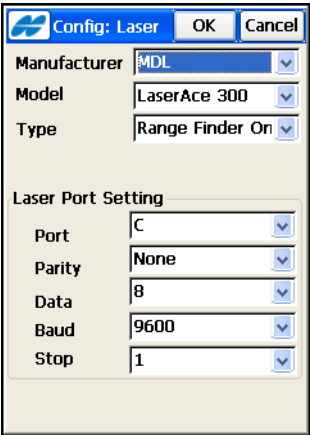 Config: Laser OK Cancel
Manufacturer MDL
Model LaserAce 300
Type Range Finder On
Laser Port Setting
Port C
Parity None
Data 8
Baud 9600
Stop 1